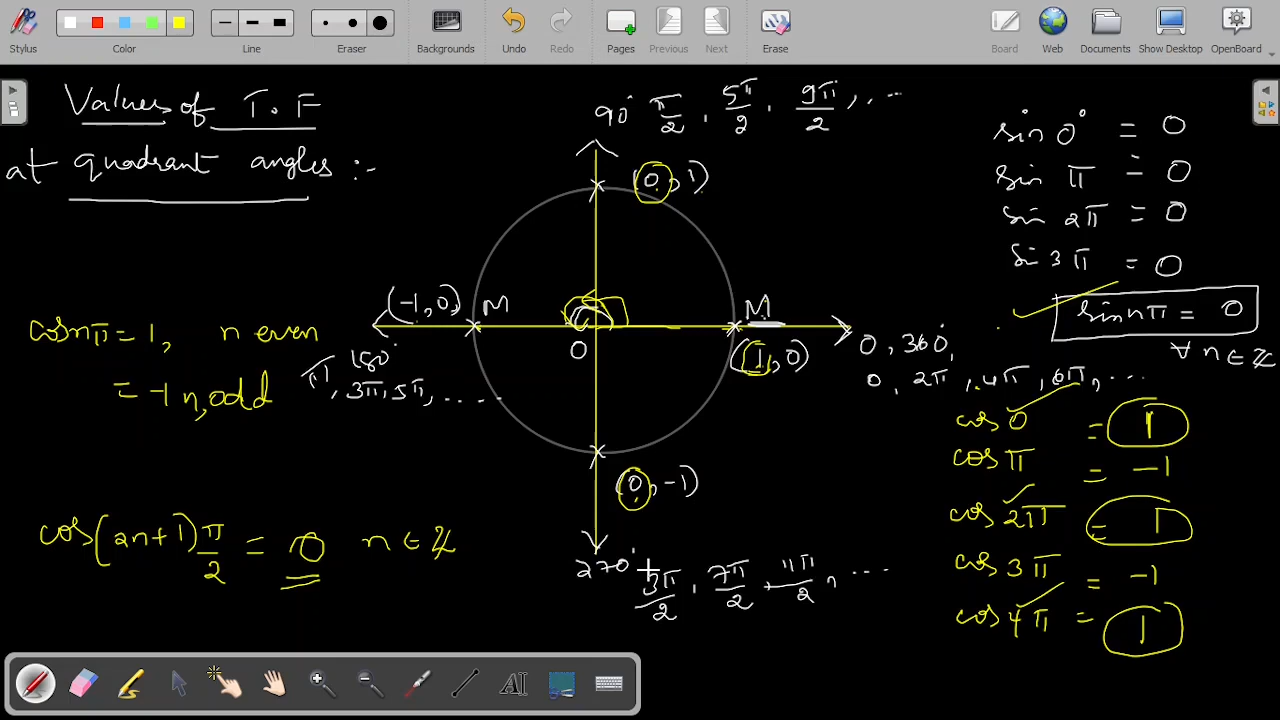 Stylus Color Line Eraser Backgrounds Undo Redo Pages Previous Next Erase Board Web Documents Show Desktop OpenBoard
Values of T.F
at quadrant angles :-
90° π/2, 5π/2, 9π/2, ...
(0, 1)
(-1, 0) M
M
O
(1, 0)
0, 360°,
0, 2π, 4π, 6π, ...
180°
π, 3π, 5π, .....
(0, -1)
270° 3π/2, 7π/2, 11π/2, ...
cos nπ = 1, n even
= -1 n, odd
cos(2n+1)π/2 = 0 n ∈ ℤ
sin 0° = 0
sin π = 0
sin 2π = 0
sin 3π = 0
sin nπ = 0
∀ n ∈ ℤ
cos 0 = 1
cos π = -1
cos 2π = 1
cos 3π = -1
cos 4π = 1